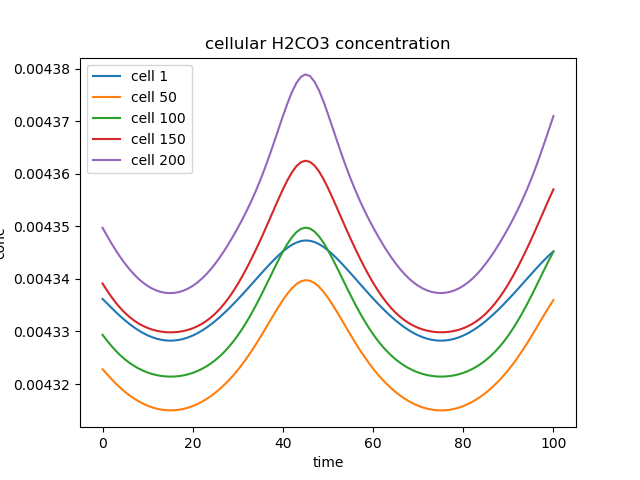 cellular H2CO3 concentration
0.00438
0.00437
0.00436
0.00435
0.00434
0.00433
0.00432
cell 1
cell 50
cell 100
cell 150
cell 200
0 20 40 60 80 100
time